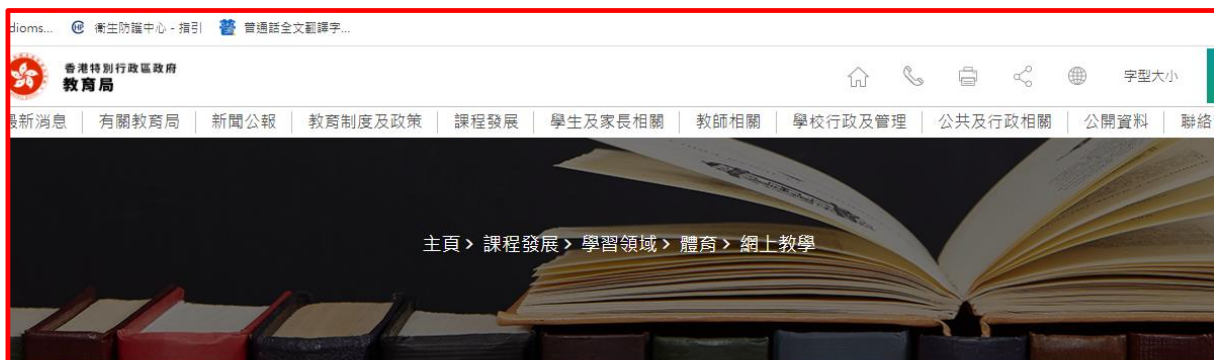 dioms... 衞生防護中心 - 指引 普通話全文翻譯字...
香港特別行政區政府
教育局
字型大小
最新消息 有關教育局 新聞公報 教育制度及政策 課程發展 學生及家長相關 教師相關 學校行政及管理 公共及行政相關 公開資料 聯絡
主頁 > 課程發展 > 學習領域 > 體育 > 網上教學